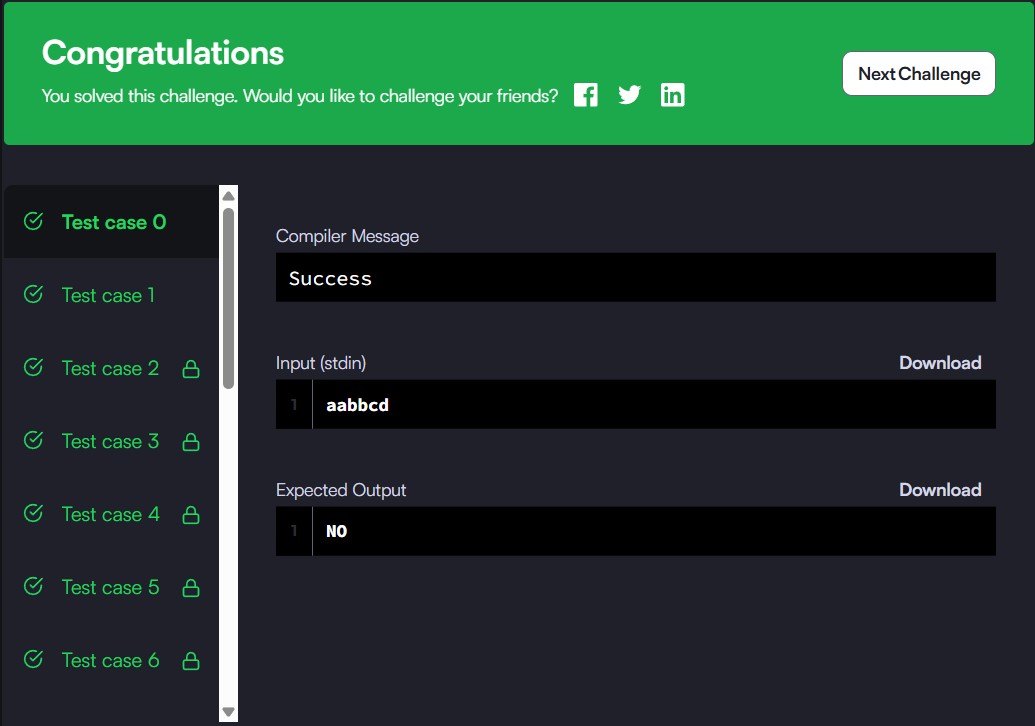 Congratulations
You solved this challenge. Would you like to challenge your friends?
Next Challenge
Test case 0
Test case 1
Test case 2
Test case 3
Test case 4
Test case 5
Test case 6
Compiler Message
Success
Input (stdin)
Download
1
aabbcd
Expected Output
Download
1
NO